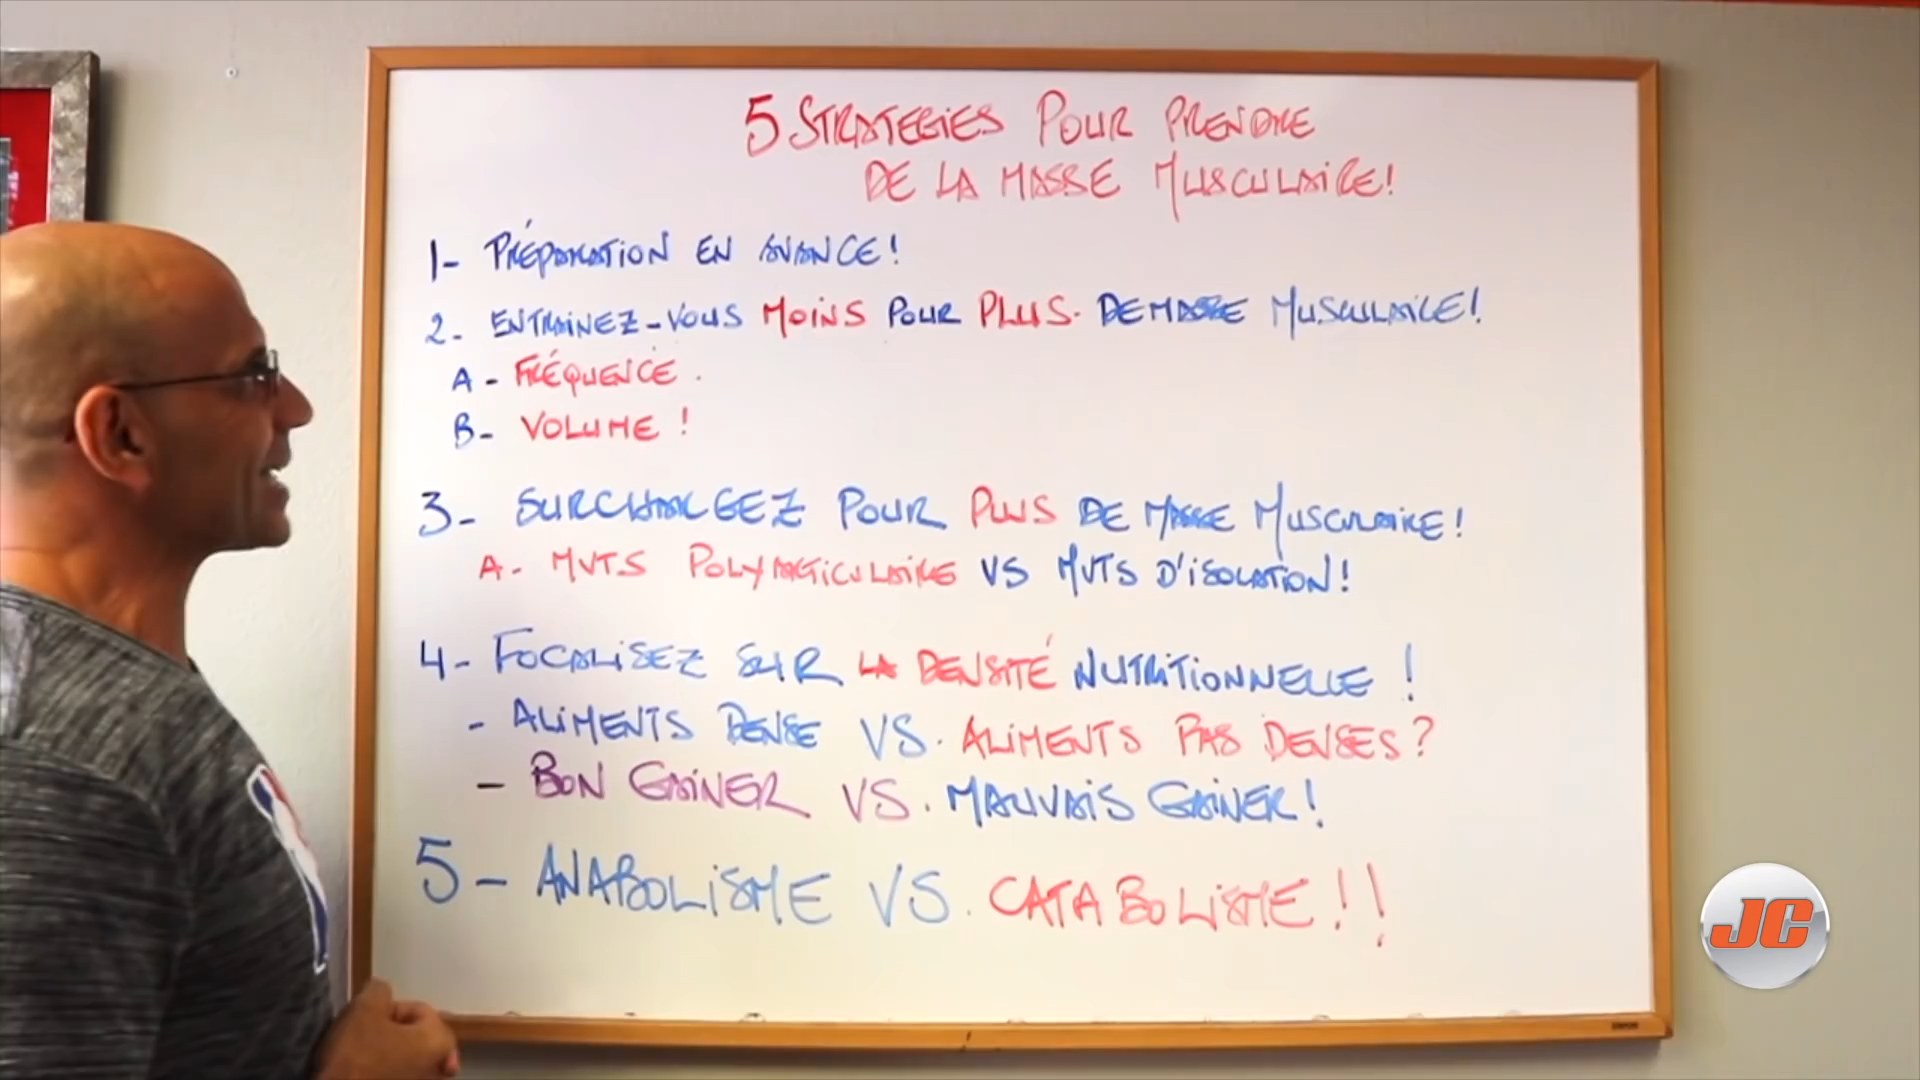 5 STRATEGIES POUR PRENDRE
DE LA MASSE MUSCULAIRE!
1- PRÉPARATION EN AVANCE!
2- ENTRAINEZ-VOUS MOINS POUR PLUS. DE MASSE MUSCULAIRE!
A- FRÉQUENCE.
B- VOLUME!
3- SURCHARGEZ POUR PLUS DE MASSE MUSCULAIRE!
A- MVTS POLYARTICULAIRE VS MVTS D'ISOLATION!
4- FOCALISEZ SUR LA DENSITÉ NUTRITIONNELLE!
- ALIMENTS DENSE VS. ALIMENTS PAS DENSES?
- BON GAINER VS. MAUVAIS GAINER!
5- ANABOLISME VS. CATABOLISME!!
JC